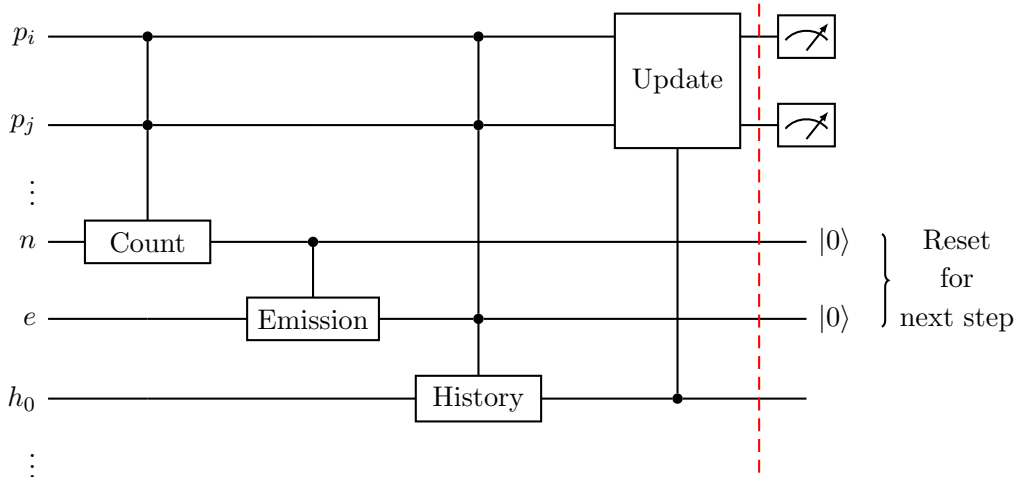 p_i
Update
p_j
⋮
n
Count
|0⟩
Reset
for
next step
e
Emission
|0⟩
h_0
History
⋮